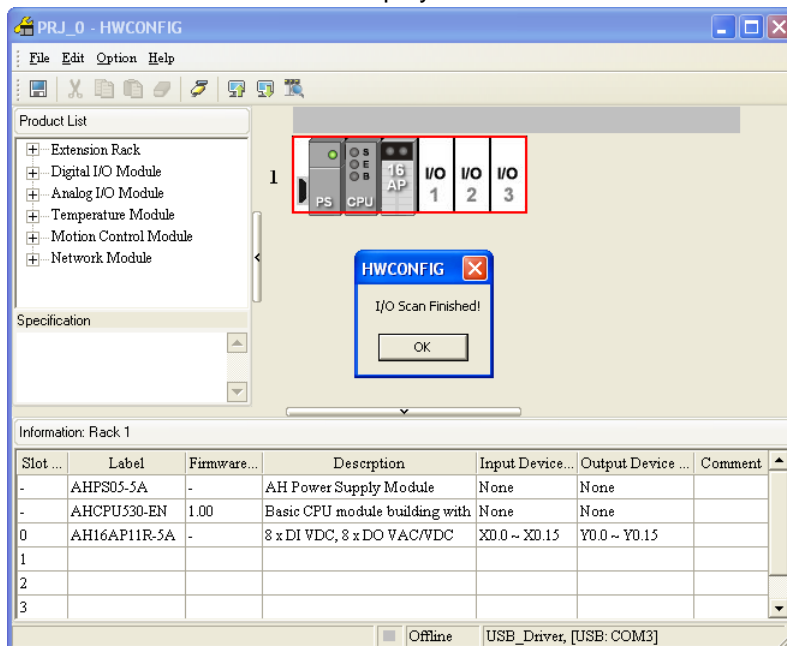 PRJ_0 - HWCONFIG
File Edit Option Help
Product List
Extension Rack
Digital I/O Module
Analog I/O Module
Temperature Module
Motion Control Module
Network Module
Specification
1
PS
S
E
B
CPU
16
AP
I/O
1
I/O
2
I/O
3
HWCONFIG
I/O Scan Finished!
OK
Information: Rack 1
Slot ... Label Firmware... Descrption Input Device... Output Device ... Comment
- AHPS05-5A - AH Power Supply Module None None
- AHCPU530-EN 1.00 Basic CPU module building with None None
0 AH16AP11R-5A - 8 x DI VDC, 8 x DO VAC/VDC X0.0 ~ X0.15 Y0.0 ~ Y0.15
1
2
3
Offline USB_Driver, [USB: COM3]